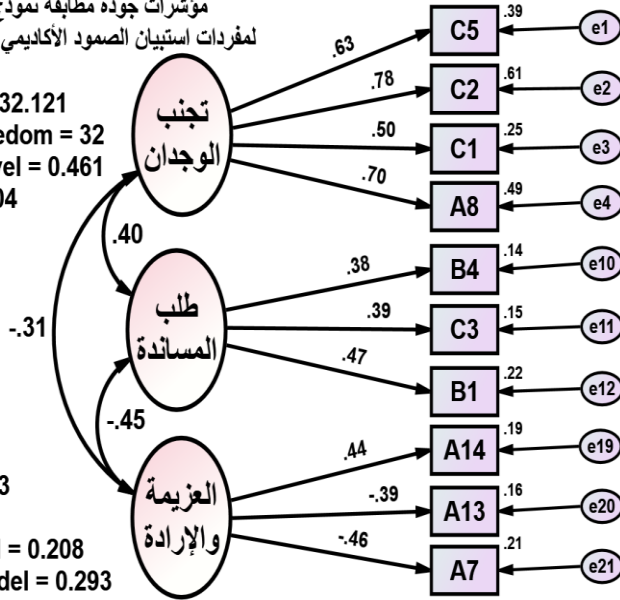 مؤشرات جودة مطابقة نموذج
لمفردات استبيان الصمود الأكاديمي
32.121
edom = 32
vel = 0.461
04
3
l = 0.208
del = 0.293
تجنب
الوجدان
طلب
المساندة
العزيمة
والإرادة
.40
-.31
-.45
.63
.78
.50
.70
.38
.39
.47
.44
-.39
-.46
C5 .39 e1
C2 .61 e2
C1 .25 e3
A8 .49 e4
B4 .14 e10
C3 .15 e11
B1 .22 e12
A14 .19 e19
A13 .16 e20
A7 .21 e21